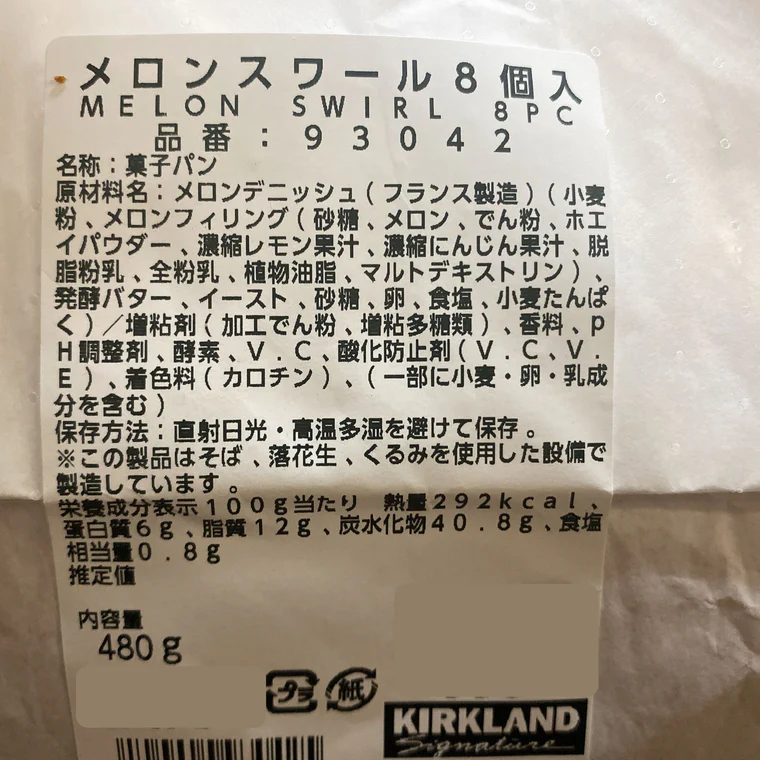 メロンスワール8個入
MELON SWIRL 8PC
品番：93042
名称：菓子パン
原材料名：メロンデニッシュ（フランス製造）（小麦
粉、メロンフィリング（砂糖、メロン、でん粉、ホエ
イパウダー、濃縮レモン果汁、濃縮にんじん果汁、脱
脂粉乳、全粉乳、植物油脂、マルトデキストリン）、
発酵バター、イースト、砂糖、卵、食塩、小麦たんぱ
く）／増粘剤（加工でん粉、増粘多糖類）、香料、p
H調整剤、酵素、V.C、酸化防止剤（V.C、V.
E）、着色料（カロチン）、（一部に小麦・卵・乳成
分を含む）
保存方法：直射日光・高温多湿を避けて保存。
※この製品はそば、落花生、くるみを使用した設備で
製造しています。
栄養成分表示100g当たり 熱量292kcal、
蛋白質6g、脂質12g、炭水化物40.8g、食塩
相当量0.8g
推定値
内容量
480g
プラ 紙
KIRKLAND
Signature